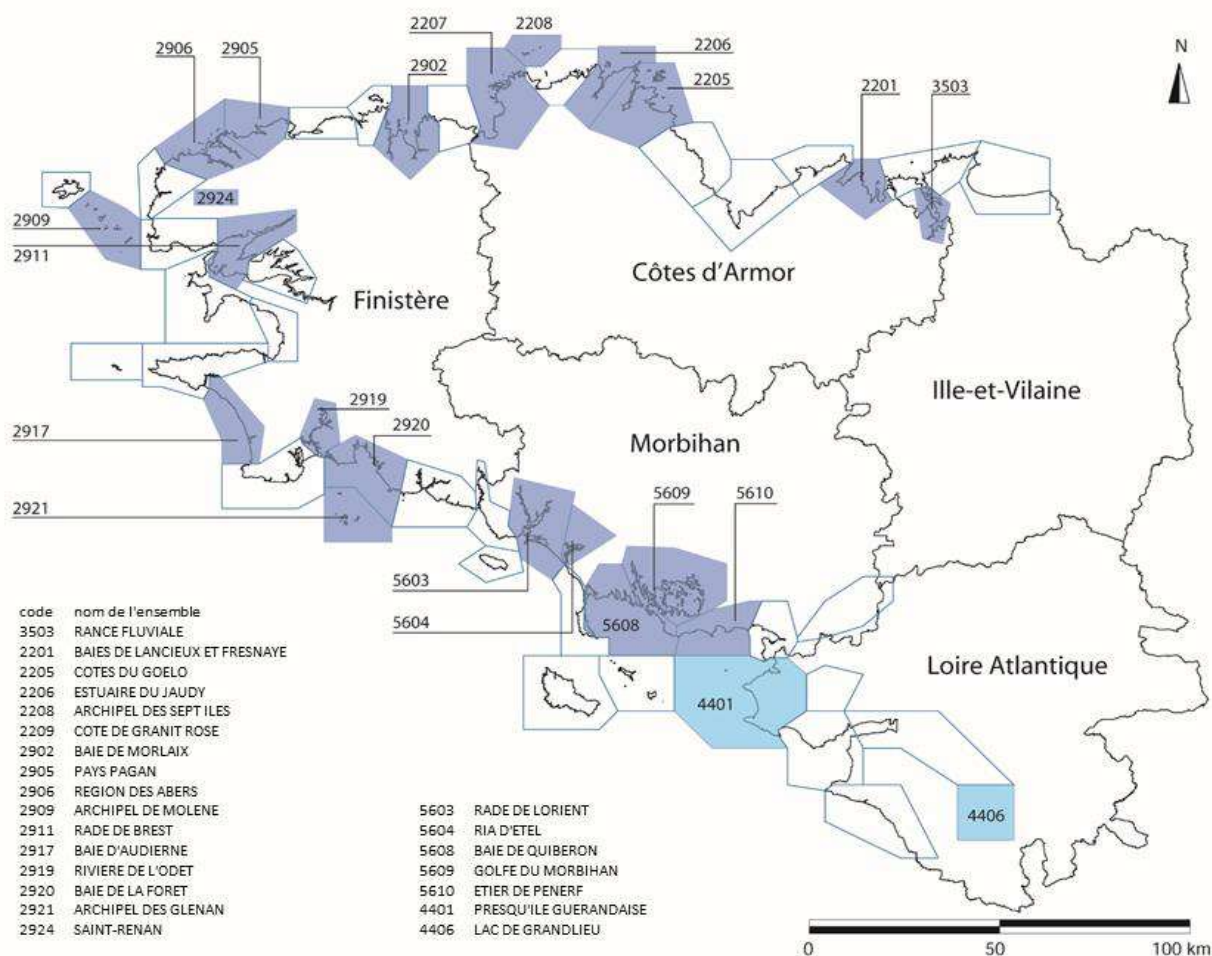 2207
2208
2206
2906
2905
2902
2205
2201
3503
N
2924
2909
2911
Côtes d’Armor
Finistère
Ille-et-Vilaine
2919
2920
2917
Morbihan
5609
5610
2921
5603
5604
5608
4401
Loire Atlantique
4406
code nom de l'ensemble
3503 RANCE FLUVIALE
2201 BAIES DE LANCIEUX ET FRESNAYE
2205 COTES DU GOELO
2206 ESTUAIRE DU JAUDY
2208 ARCHIPEL DES SEPT ILES
2209 COTE DE GRANIT ROSE
2902 BAIE DE MORLAIX
2905 PAYS PAGAN
2906 REGION DES ABERS
2909 ARCHIPEL DE MOLENE
2911 RADE DE BREST
2917 BAIE D'AUDIERNE
2919 RIVIERE DE L'ODET
2920 BAIE DE LA FORET
2921 ARCHIPEL DES GLENAN
2924 SAINT-RENAN
5603 RADE DE LORIENT
5604 RIA D'ETEL
5608 BAIE DE QUIBERON
5609 GOLFE DU MORBIHAN
5610 ETIER DE PENERF
4401 PRESQU'ILE GUERANDAISE
4406 LAC DE GRANDLIEU
0 50 100 km